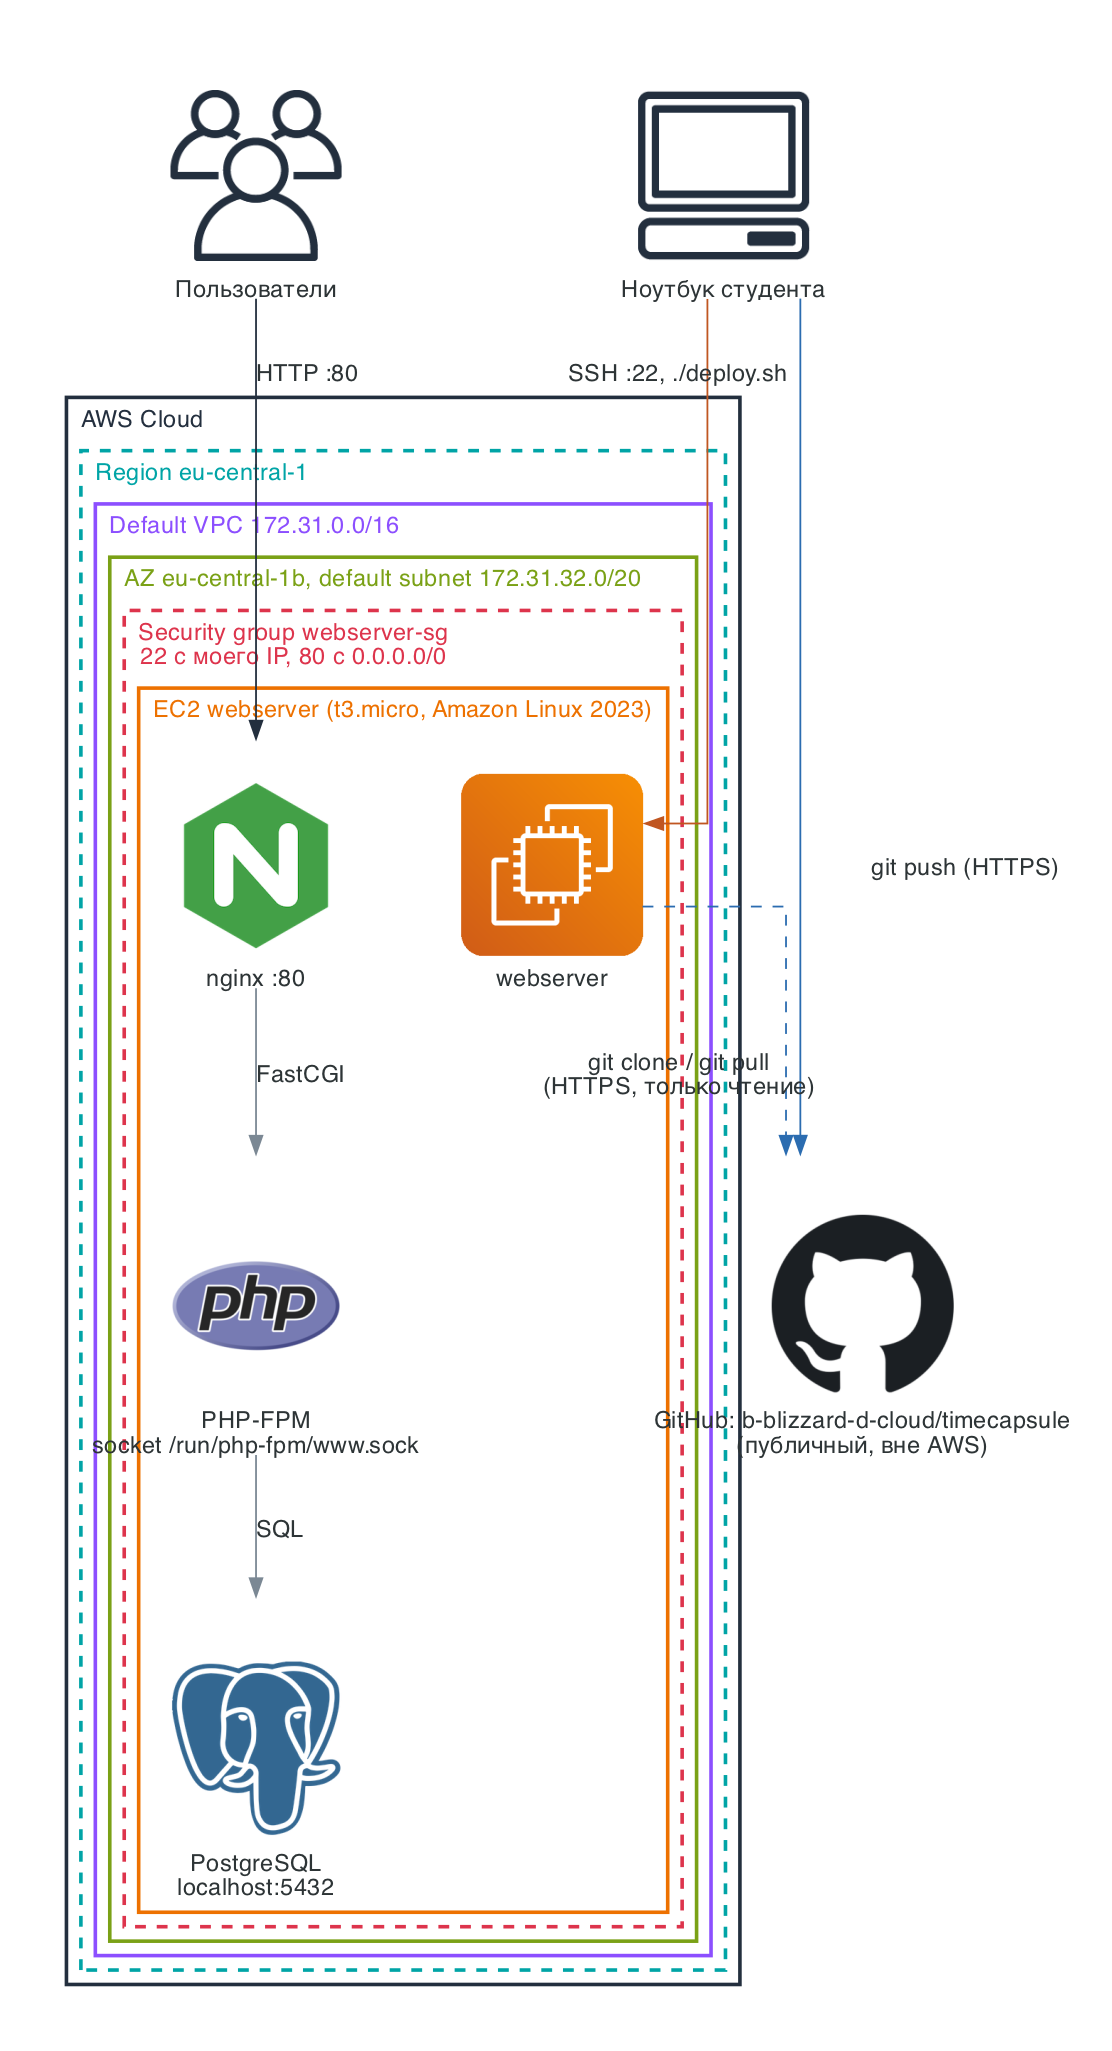 Пользователи
Ноутбук студента
HTTP :80
SSH :22, ./deploy.sh
AWS Cloud
Region eu-central-1
Default VPC 172.31.0.0/16
AZ eu-central-1b, default subnet 172.31.32.0/20
Security group webserver-sg
22 с моего IP, 80 с 0.0.0.0/0
EC2 webserver (t3.micro, Amazon Linux 2023)
N
git push (HTTPS)
nginx :80
webserver
FastCGI
git clone / git pull
(HTTPS, только чтение)
php
PHP-FPM
socket /run/php-fpm/www.sock
GitHub: b-blizzard-d-cloud/timecapsule
(публичный, вне AWS)
SQL
PostgreSQL
localhost:5432